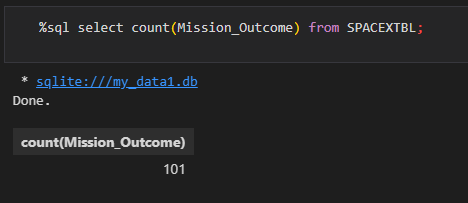 %sql select count(Mission_Outcome) from SPACEXTBL;
* sqlite:///my_data1.db
Done.
count(Mission_Outcome)
101